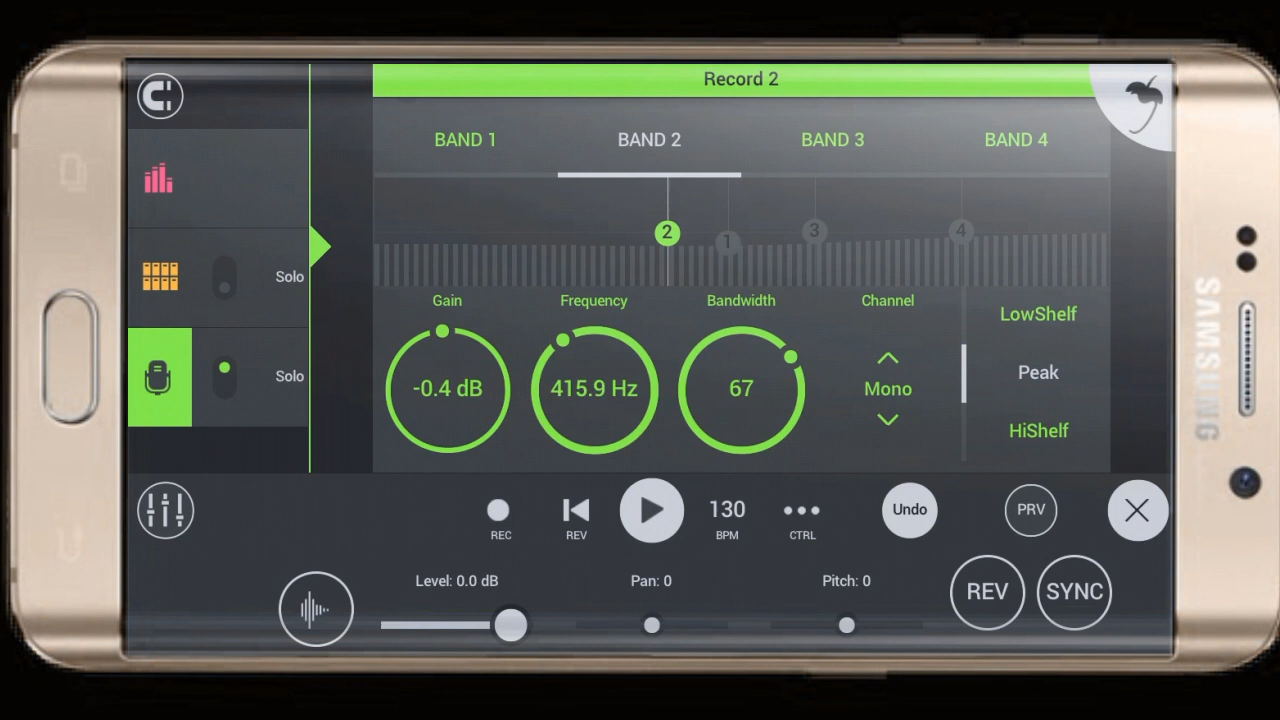 Record 2
BAND 1 BAND 2 BAND 3 BAND 4
2 1 3 4
Gain Frequency Bandwidth Channel
LowShelf
Solo
-0.4 dB 415.9 Hz 67 Mono
Peak
Solo
HiShelf
REC REV 130 BPM CTRL Undo PRV
Level: 0.0 dB Pan: 0 Pitch: 0
REV SYNC
SAMSUNG